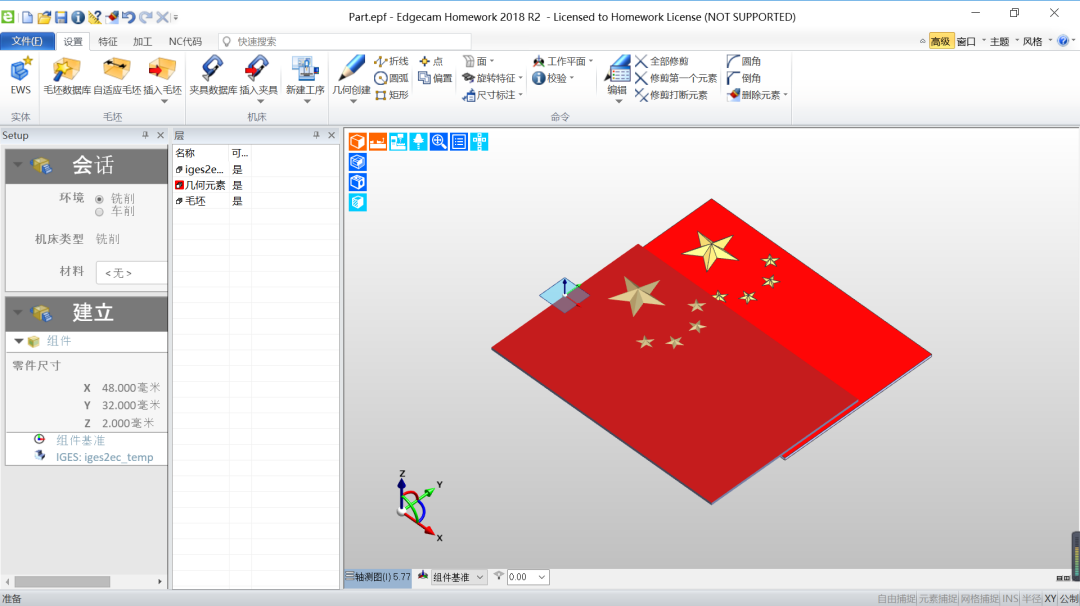 Part.epf - Edgecam Homework 2018 R2 - Licensed to Homework License (NOT SUPPORTED)
文件(F) 设置 特征 加工 NC代码 快速搜索 高级 窗口 主题 风格
EWS 毛坯数据库 自适应毛坯 插入毛坯 夹具数据库 插入夹具 新建工序 几何创建 折线 点 面 工作平面 编辑 全部修剪 圆角
圆弧 偏置 旋转特征 校验 修剪第一个元素 倒角
矩形 尺寸标注 修剪打断元素 删除元素
实体 毛坯 机床 命令
Setup 层
会话
环境 铣削
车削
机床类型 铣削
材料 <无>
建立
组件
零件尺寸
X 48.000毫米
Y 32.000毫米
Z 2.000毫米
组件基准
IGES: iges2ec_temp
名称 可...
iges2e... 是
几何元素 是
毛坯 是
Z
Y
X
轴测图(I) 5.77 组件基准 0.00
准备 自由捕捉 元素捕捉 网格捕捉 INS 半径 XY 公制